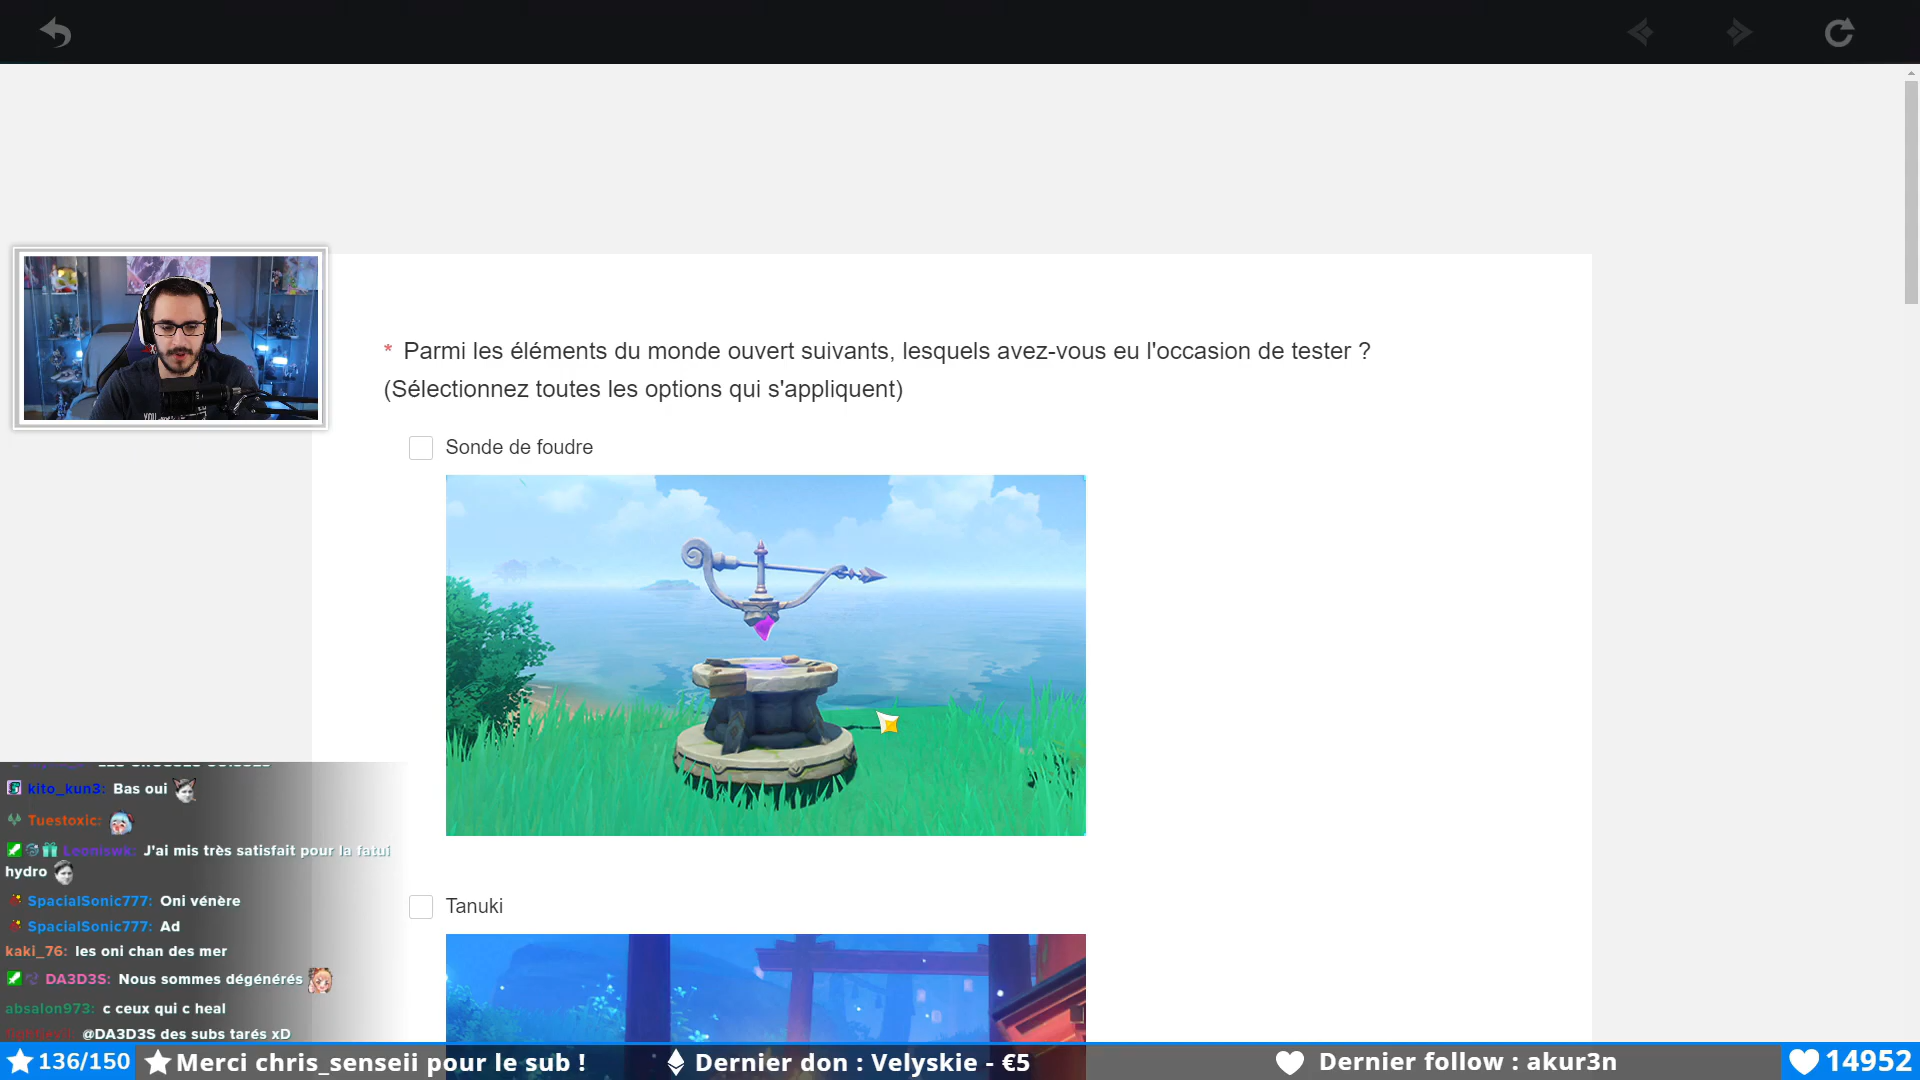 * Parmi les éléments du monde ouvert suivants, lesquels avez-vous eu l'occasion de tester ?
(Sélectionnez toutes les options qui s'appliquent)
Sonde de foudre
Tanuki
kito_kun3: Bas oui
Tuestoxic:
Leoniswk: J'ai mis très satisfait pour la fatui
hydro
SpacialSonic777: Oni vénère
SpacialSonic777: Ad
kaki_76: les oni chan des mer
DA3D3S: Nous sommes dégénérés
absalon973: c ceux qui c heal
@DA3D3S des subs tarés xD
136/150 Merci chris_senseii pour le sub ! Dernier don : Velyskie - €5 Dernier follow : akur3n 14952